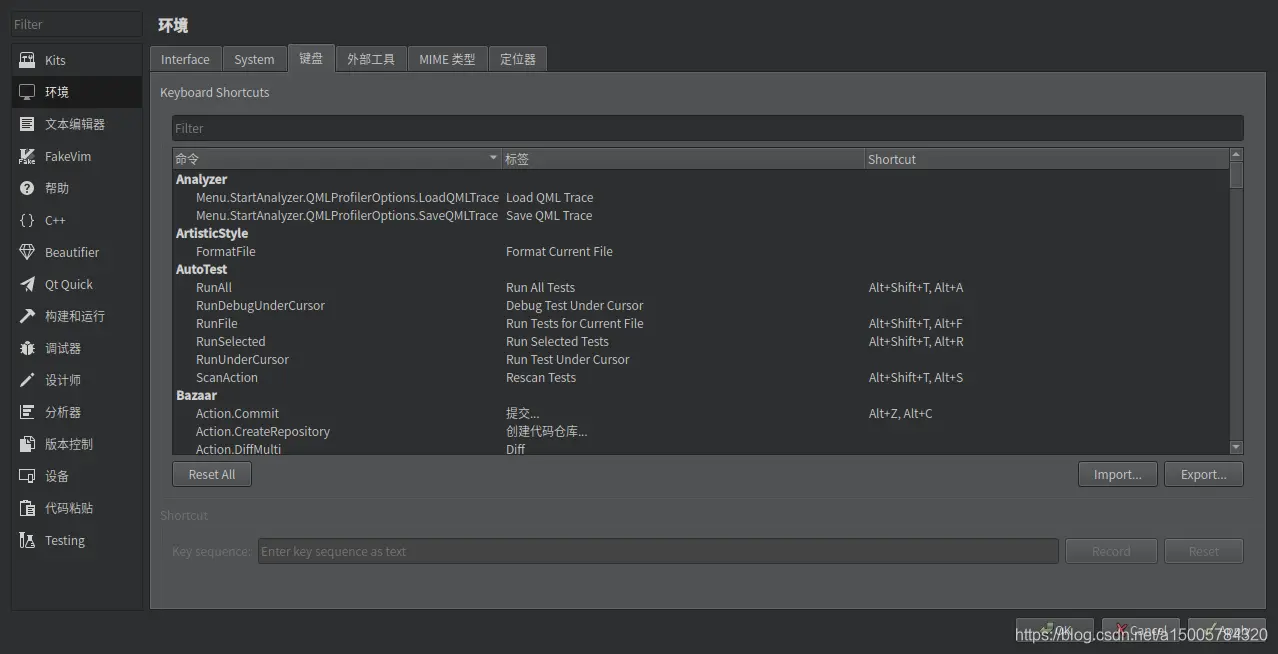 Filter
环境
Kits
环境
文本编辑器
FakeVim
帮助
{} C++
Beautifier
Qt Quick
构建和运行
调试器
设计师
分析器
版本控制
设备
代码粘贴
Testing
Interface System 键盘 外部工具 MIME 类型 定位器
Keyboard Shortcuts
Filter
命令 标签 Shortcut
Analyzer
Menu.StartAnalyzer.QMLProfilerOptions.LoadQMLTrace Load QML Trace
Menu.StartAnalyzer.QMLProfilerOptions.SaveQMLTrace Save QML Trace
ArtisticStyle
FormatFile Format Current File
AutoTest
RunAll Run All Tests Alt+Shift+T, Alt+A
RunDebugUnderCursor Debug Test Under Cursor
RunFile Run Tests for Current File Alt+Shift+T, Alt+F
RunSelected Run Selected Tests Alt+Shift+T, Alt+R
RunUnderCursor Run Test Under Cursor
ScanAction Rescan Tests Alt+Shift+T, Alt+S
Bazaar
Action.Commit 提交... Alt+Z, Alt+C
Action.CreateRepository 创建代码仓库...
Action.DiffMulti Diff
Reset All Import... Export...
Shortcut
Key sequence: Enter key sequence as text Record Reset
OK Cancel Apply
https://blog.csdn.net/a15005784320